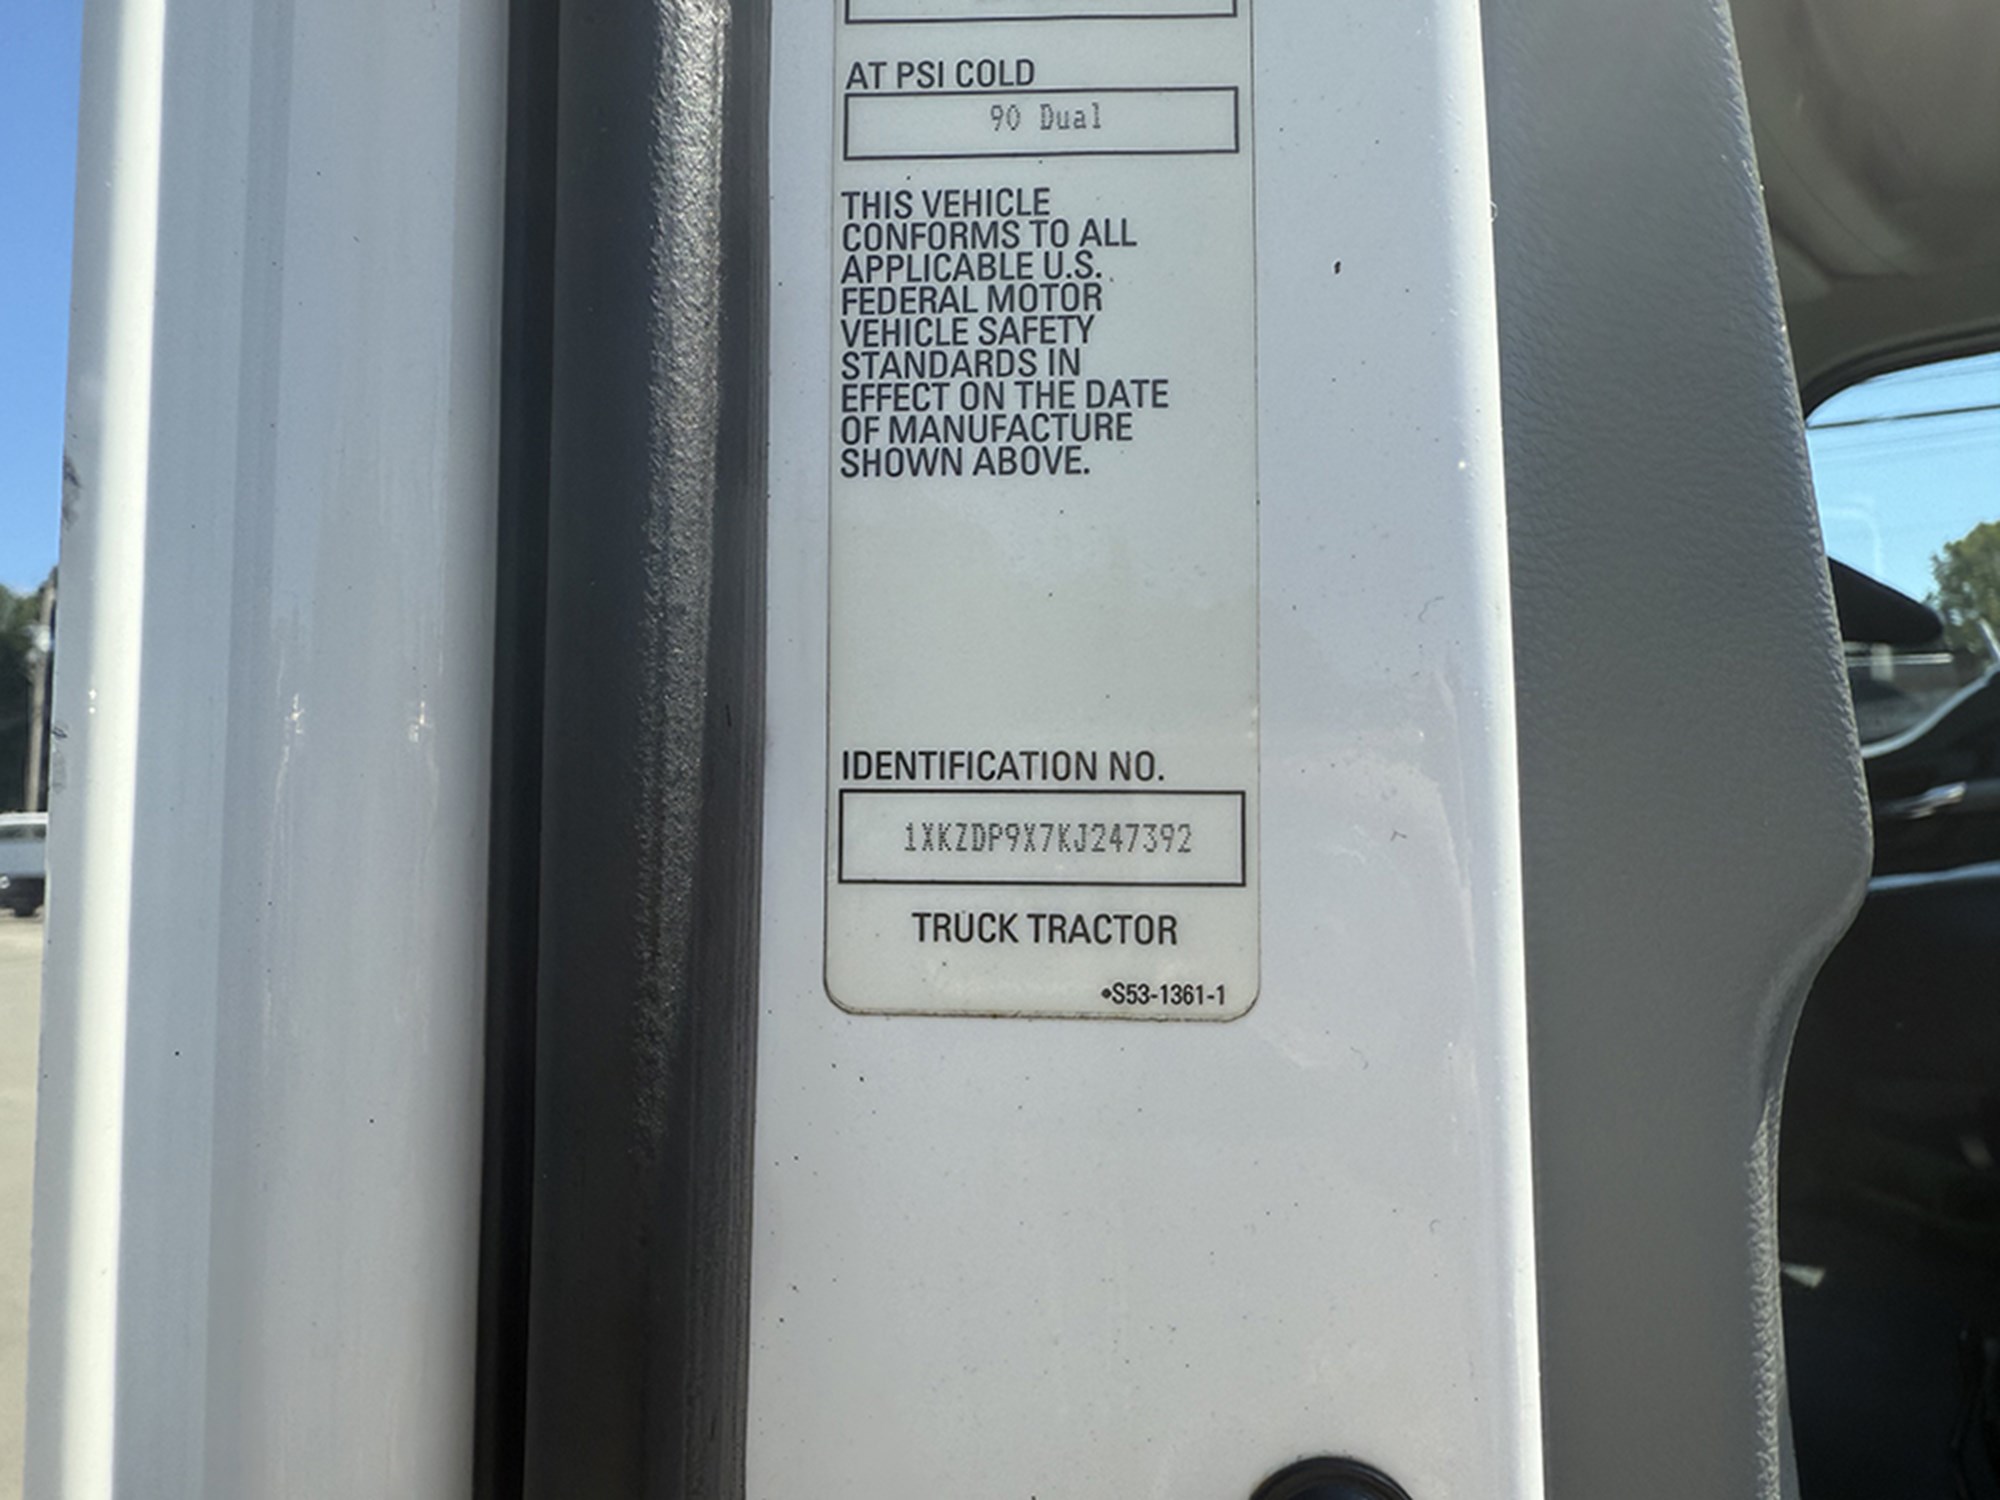 AT PSI COLD
90 Dual
THIS VEHICLE
CONFORMS TO ALL
APPLICABLE U.S.
FEDERAL MOTOR
VEHICLE SAFETY
STANDARDS IN
EFFECT ON THE DATE
OF MANUFACTURE
SHOWN ABOVE.
IDENTIFICATION NO.
1XKZDP9X7KJ247392
TRUCK TRACTOR
•S53-1361-1